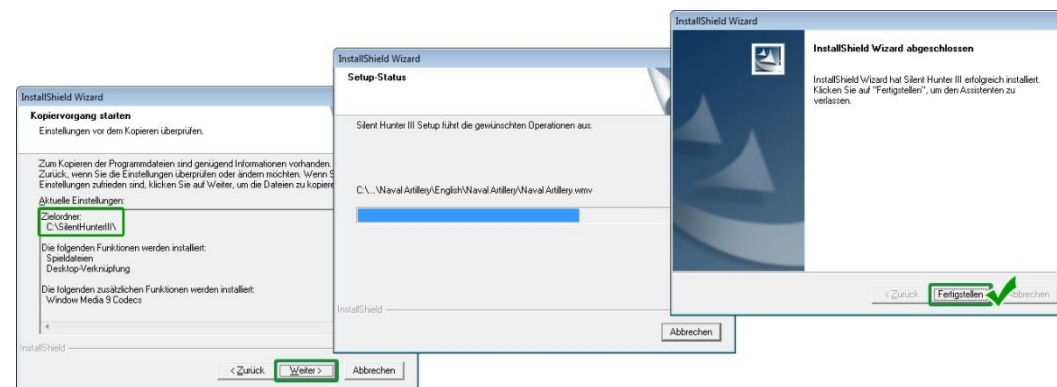 InstallShield Wizard
Kopiervorgang starten
Einstellungen vor dem Kopieren überprüfen.
Zum Kopieren der Programmdateien sind genügend Informationen vorhanden.
Zurück, wenn Sie die Einstellungen überprüfen oder ändern möchten. Wenn S
Einstellungen zufrieden sind, klicken Sie auf Weiter, um die Dateien zu kopiere
Aktuelle Einstellungen:
Zielordner:
C:\SilentHunterIII\
Die folgenden Funktionen werden installiert:
Spieldateien
Desktop-Verknüpfung
Die folgenden zusätzlichen Funktionen werden installiert:
Window Media 9 Codecs
InstallShield
< Zurück
Weiter >
Abbrechen
InstallShield Wizard
Setup-Status
Silent Hunter III Setup führt die gewünschten Operationen aus.
C:\...\Naval Artillery\English\Naval Artillery\Naval Artillery.wmv
InstallShield
Abbrechen
InstallShield Wizard
InstallShield Wizard abgeschlossen
InstallShield Wizard hat Silent Hunter III erfolgreich installiert.
Klicken Sie auf "Fertigstellen", um den Assistenten zu
verlassen.
< Zurück
Fertigstellen
Abbrechen